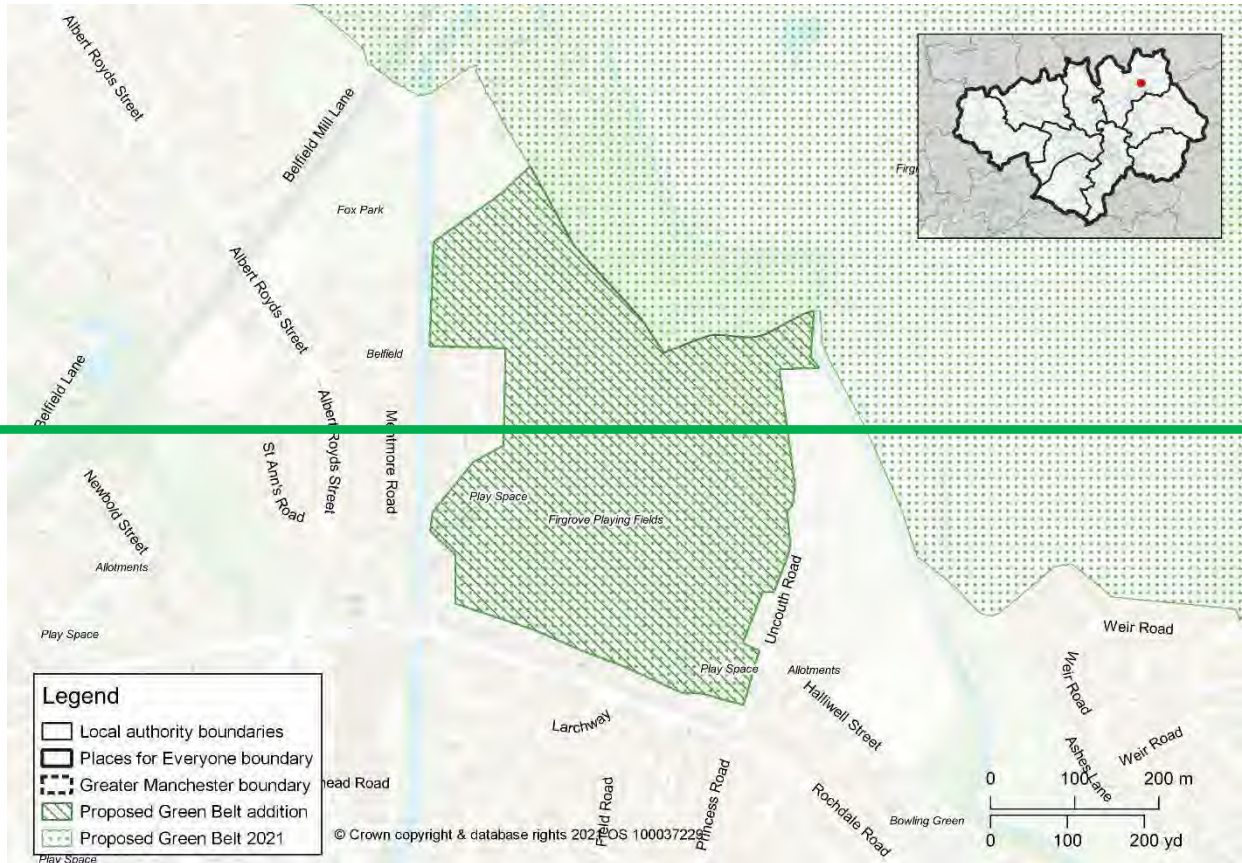 Albert Royds Street
Belfield Mill Lane
Fox Park
Albert Royds Street
Belfield
Belfield Lane
Albert Royds Street
Mentmore Road
St Ann's Road
Newbold Street
Allotments
Play Space
Play Space
Firgrove Playing Fields
Uncouth Road
Play Space
Allotments
Halliwell Street
Weir Road
Weir Road
Weir Road
Ashes Lane
Larchway
Field Road
Princess Road
Rochdale Road
Bowling Green
Legend
Local authority boundaries
Places for Everyone boundary
Greater Manchester boundary
Proposed Green Belt addition
Proposed Green Belt 2021
Road
Play Space
© Crown copyright & database rights 2021 OS 100037229
0 100 200 m
0 100 200 yd